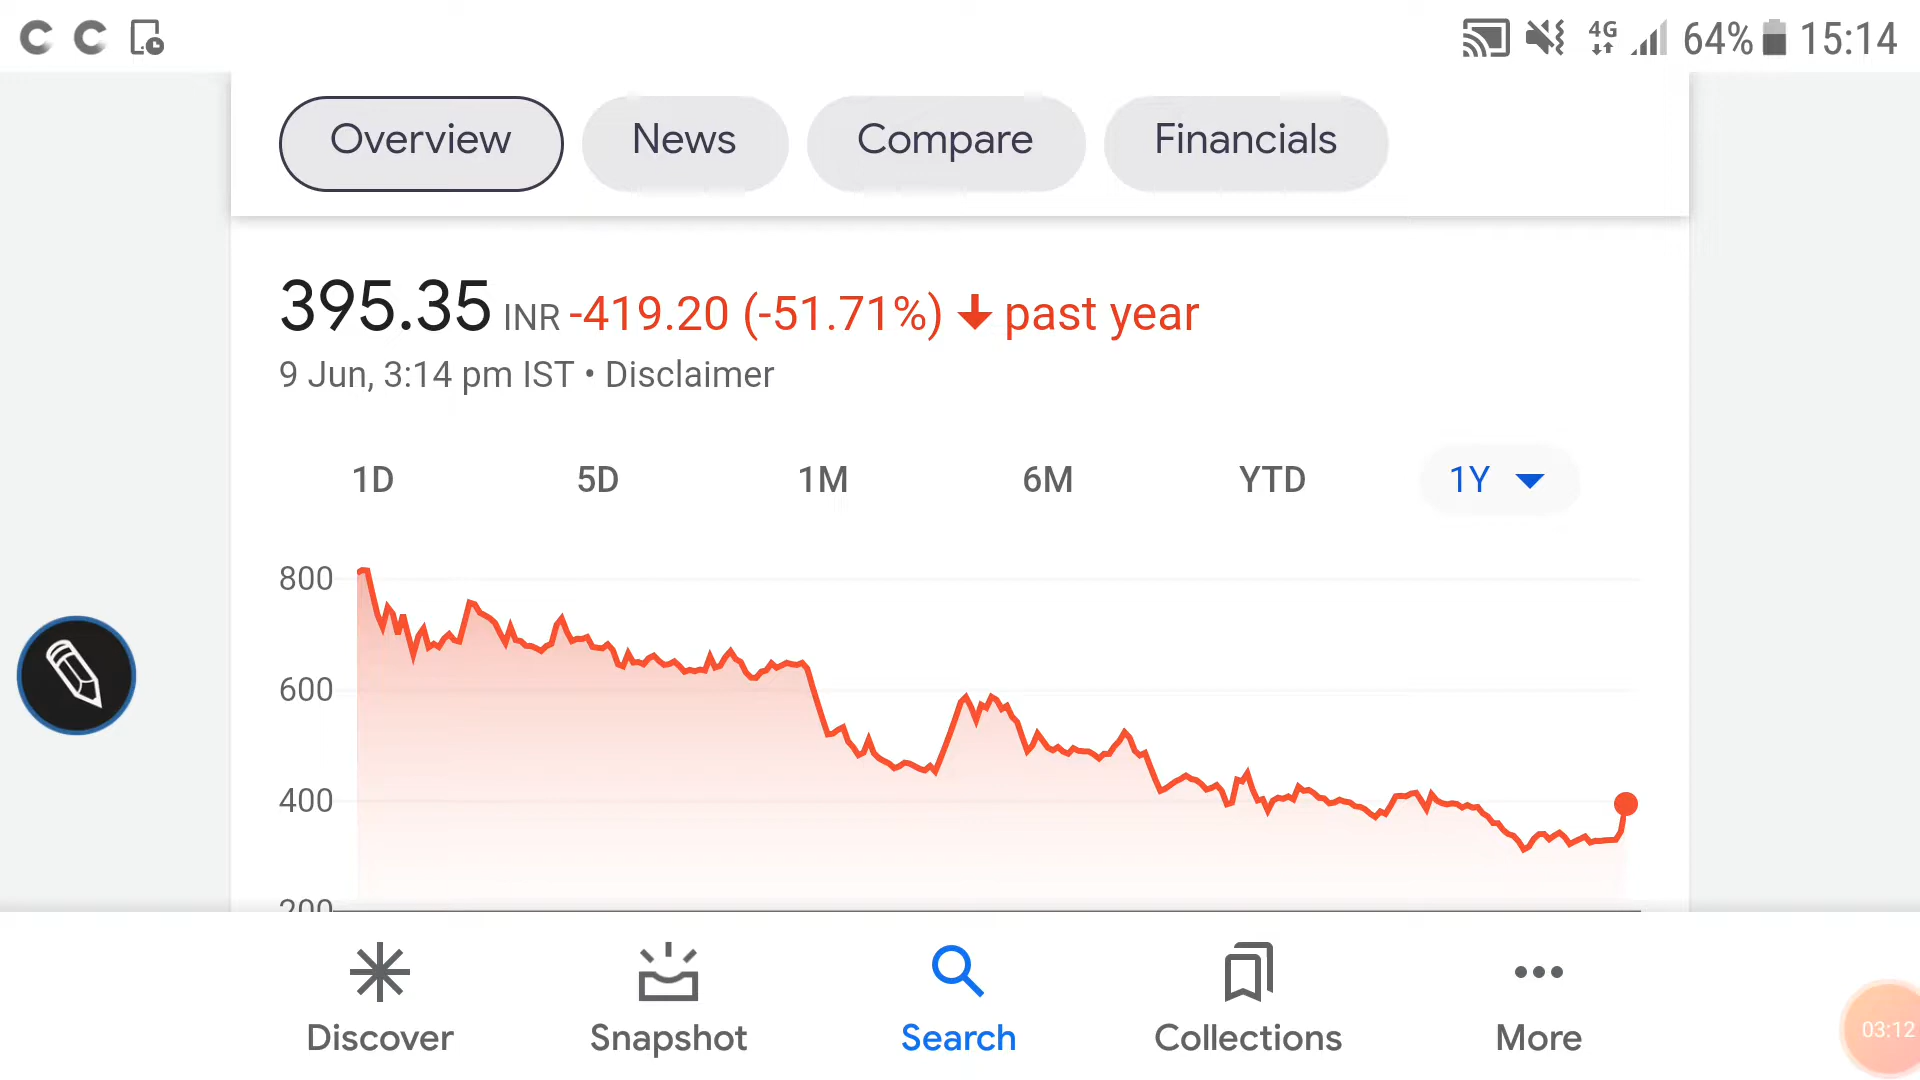 4G 64% 15:14
Overview News Compare Financials
395.35 INR -419.20 (-51.71%) ↓ past year
9 Jun, 3:14 pm IST • Disclaimer
1D 5D 1M 6M YTD 1Y
800
600
400
200
Discover Snapshot Search Collections More
03:12